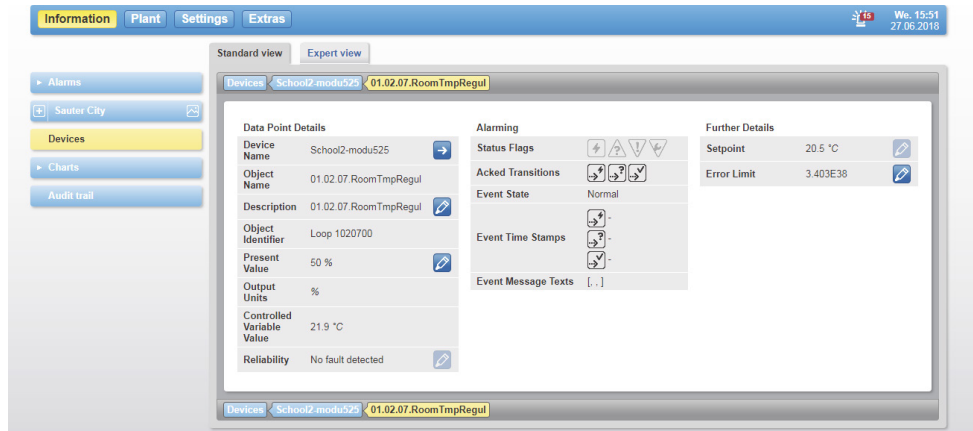 Information Plant Settings Extras 15 We. 15:51
27.06.2018
Standard view Expert view
Alarms
Devices School2-modu525 01.02.07.RoomTmpRegul
Sauter City
Devices
Charts
Audit trail
Data Point Details
Device
Name School2-modu525
Object
Name 01.02.07.RoomTmpRegul
Description 01.02.07.RoomTmpRegul
Object
Identifier Loop 1020700
Present
Value 50 %
Output
Units %
Controlled
Variable
Value 21.9 °C
Reliability No fault detected
Alarming
Status Flags
Acked Transitions
Event State Normal
Event Time Stamps -
-
-
Event Message Texts [, , ]
Further Details
Setpoint 20.5 °C
Error Limit 3.403E38
Devices School2-modu525 01.02.07.RoomTmpRegul